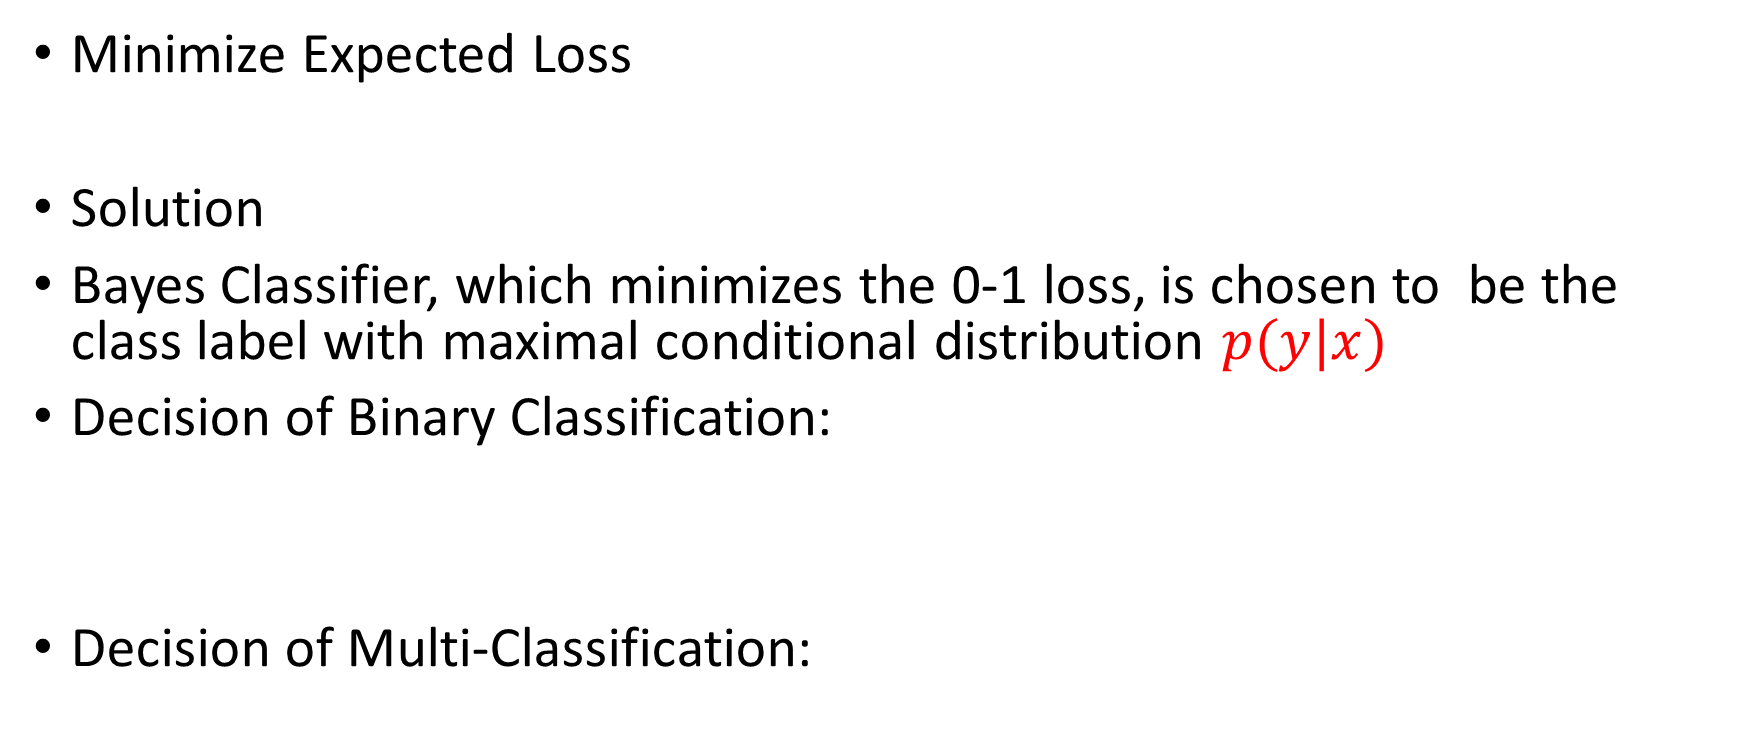 • Minimize Expected Loss
• Solution
• Bayes Classifier, which minimizes the 0-1 loss, is chosen to  be the
class label with maximal conditional distribution p(y|x)
• Decision of Binary Classification:
• Decision of Multi-Classification: